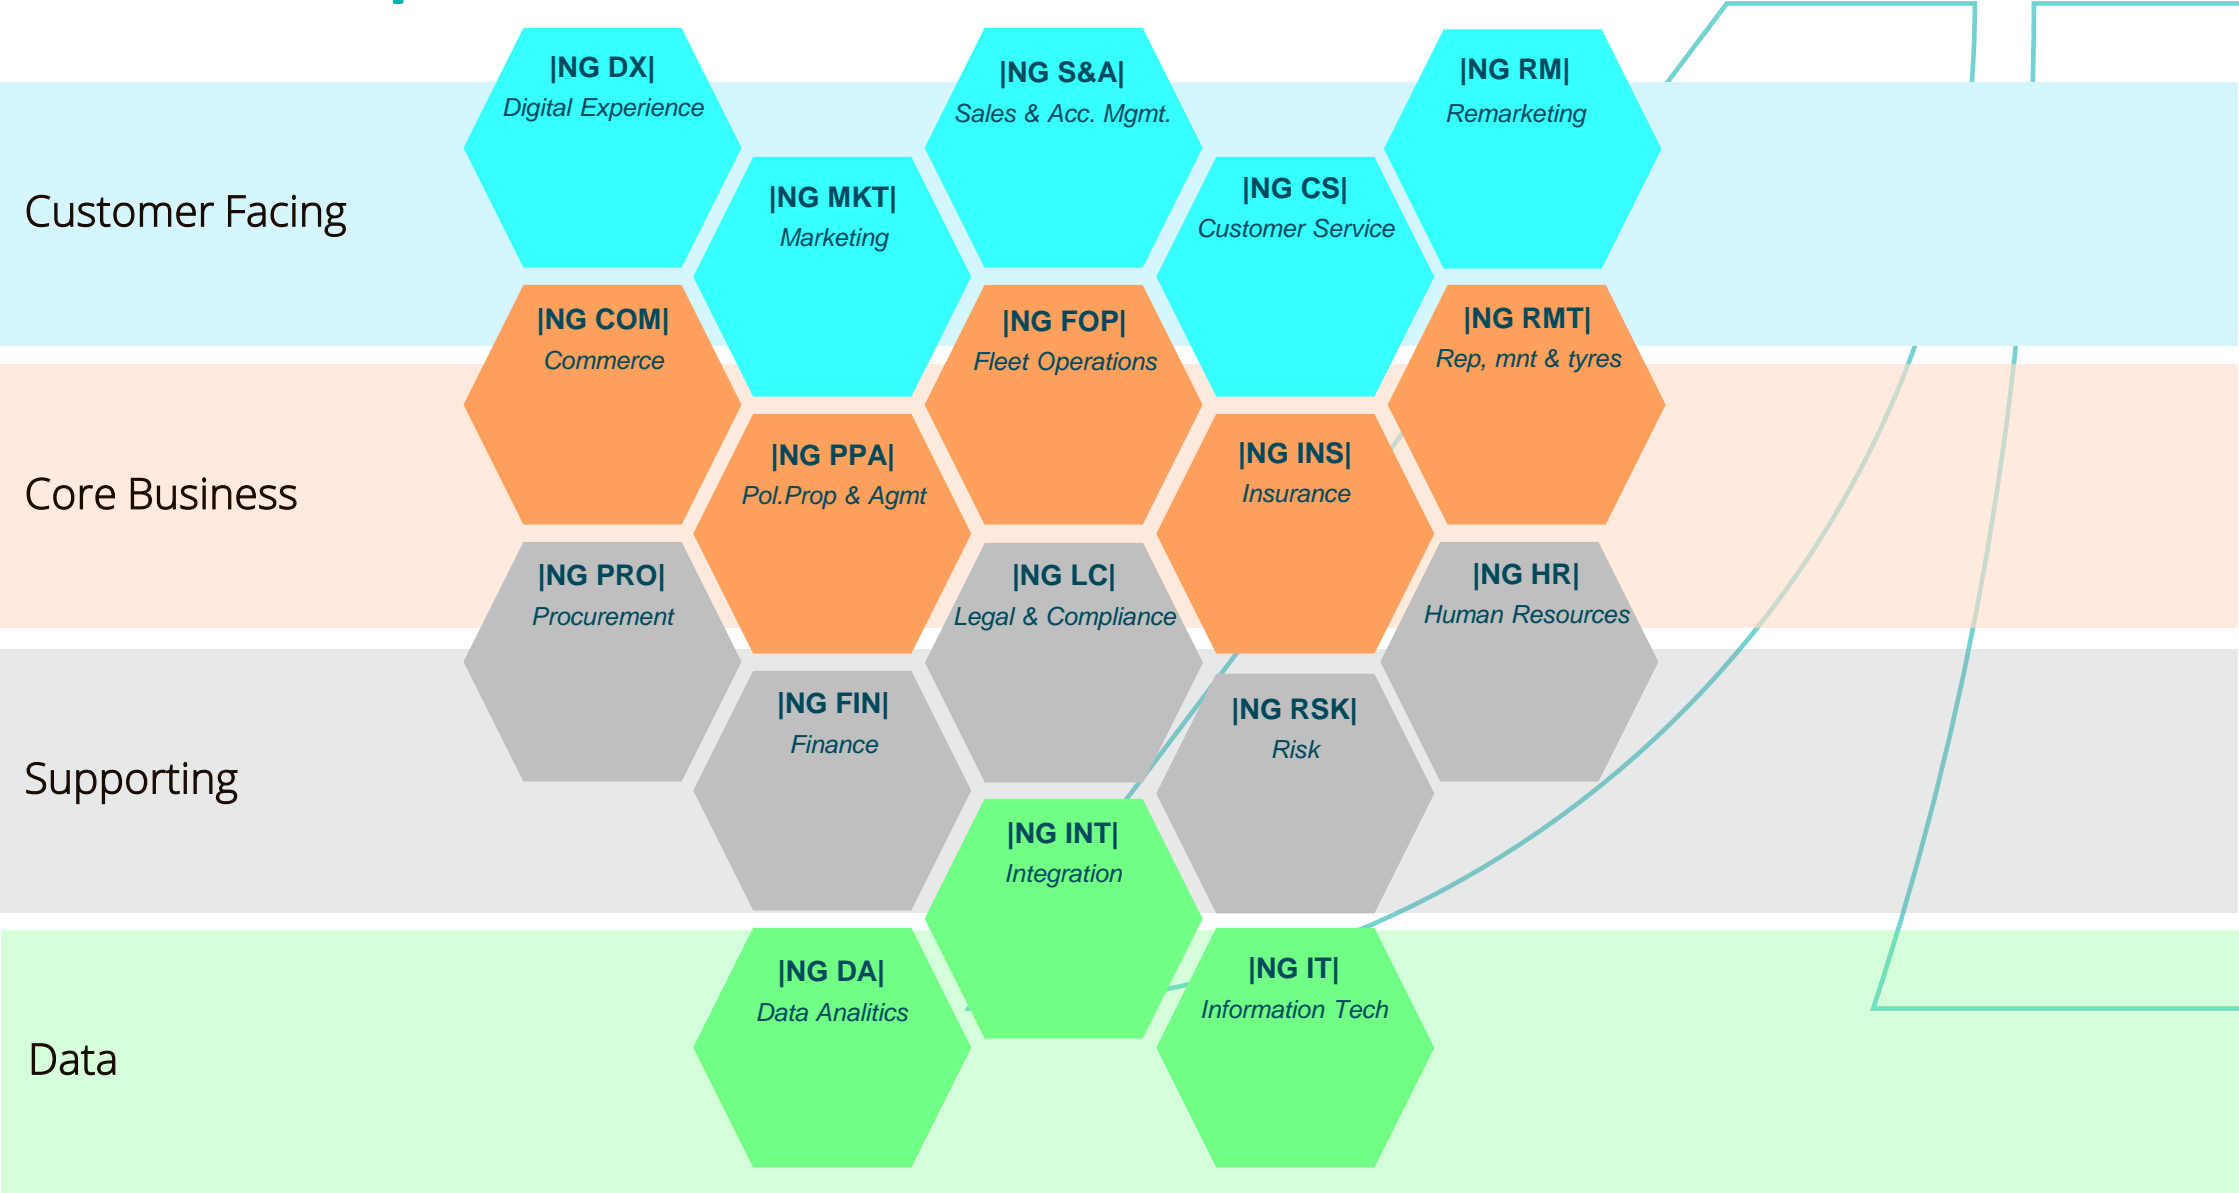 |NG DX|
Digital Experience
|NG S&A|
Sales & Acc. Mgmt.
|NG RM|
Remarketing
Customer Facing
|NG MKT|
Marketing
|NG CS|
Customer Service
|NG COM|
Commerce
|NG FOP|
Fleet Operations
|NG RMT|
Rep, mnt & tyres
Core Business
|NG PPA|
Pol.Prop & Agmt
|NG INS|
Insurance
|NG PRO|
Procurement
|NG LC|
Legal & Compliance
|NG HR|
Human Resources
Supporting
|NG FIN|
Finance
|NG RSK|
Risk
|NG INT|
Integration
Data
|NG DA|
Data Analitics
|NG IT|
Information Tech